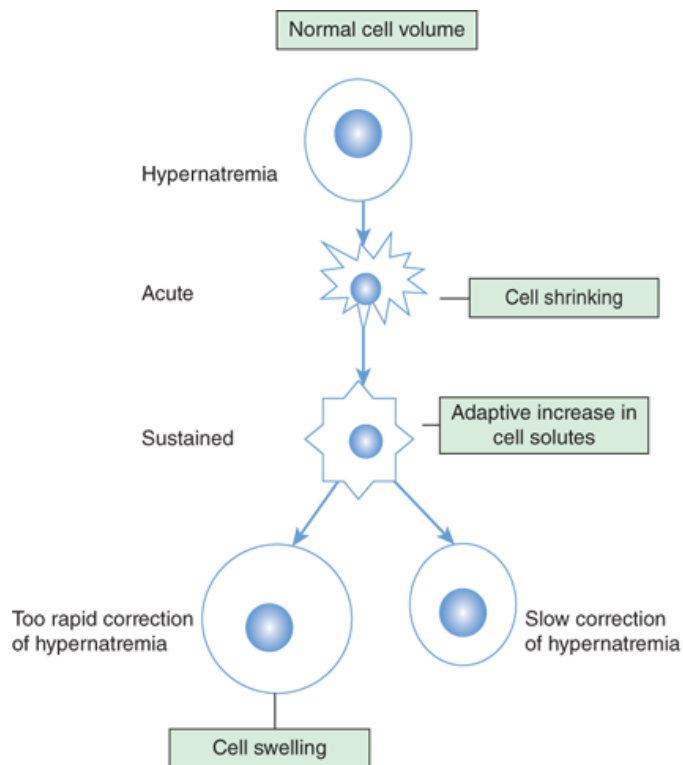 Normal cell volume
Hypernatremia
Acute
Cell shrinking
Sustained
Adaptive increase in
cell solutes
Too rapid correction
of hypernatremia
Slow correction
of hypernatremia
Cell swelling